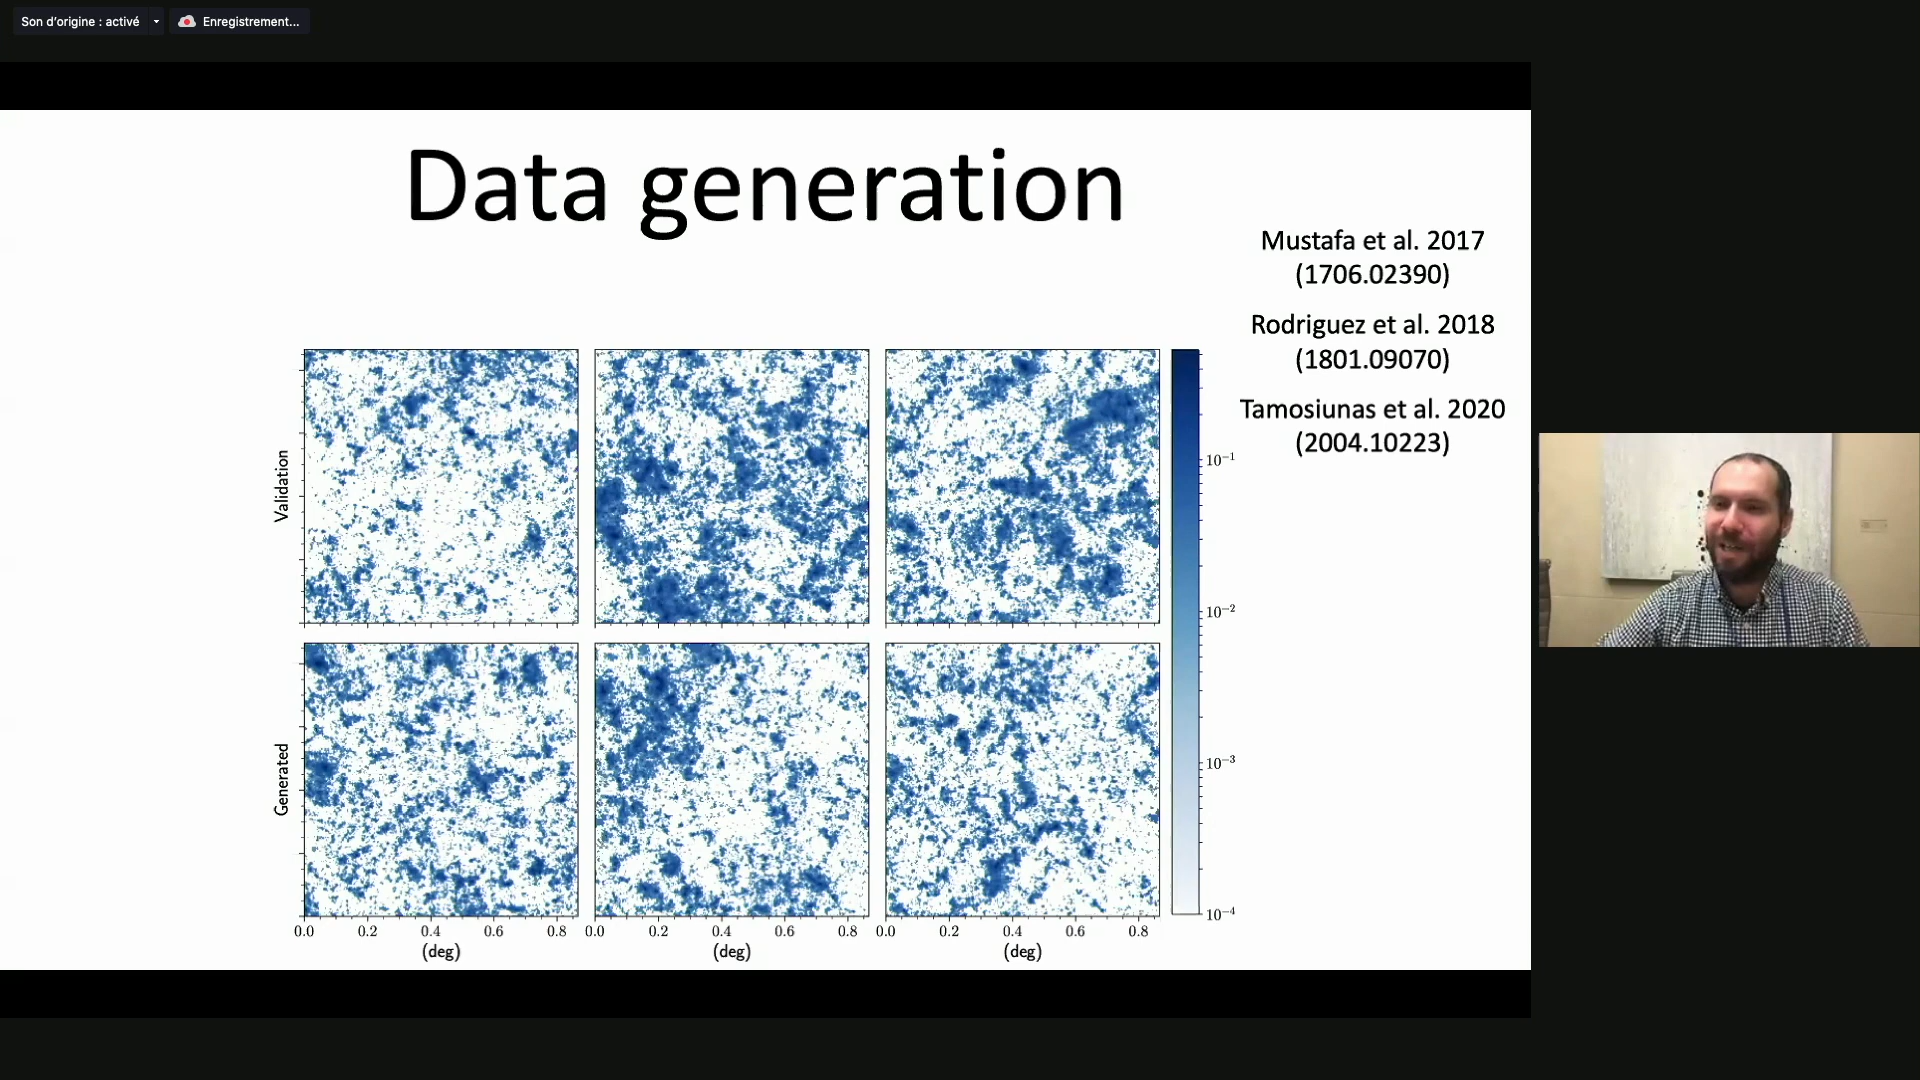 Son d'origine : activé
Enregistrement...
Data generation
Mustafa et al. 2017
(1706.02390)
Rodriguez et al. 2018
(1801.09070)
Tamosiunas et al. 2020
(2004.10223)
Validation
Generated
10⁻¹
10⁻²
10⁻³
10⁻⁴
0.0 0.2 0.4 0.6 0.8 0.0 0.2 0.4 0.6 0.8 0.0 0.2 0.4 0.6 0.8
(deg) (deg) (deg)